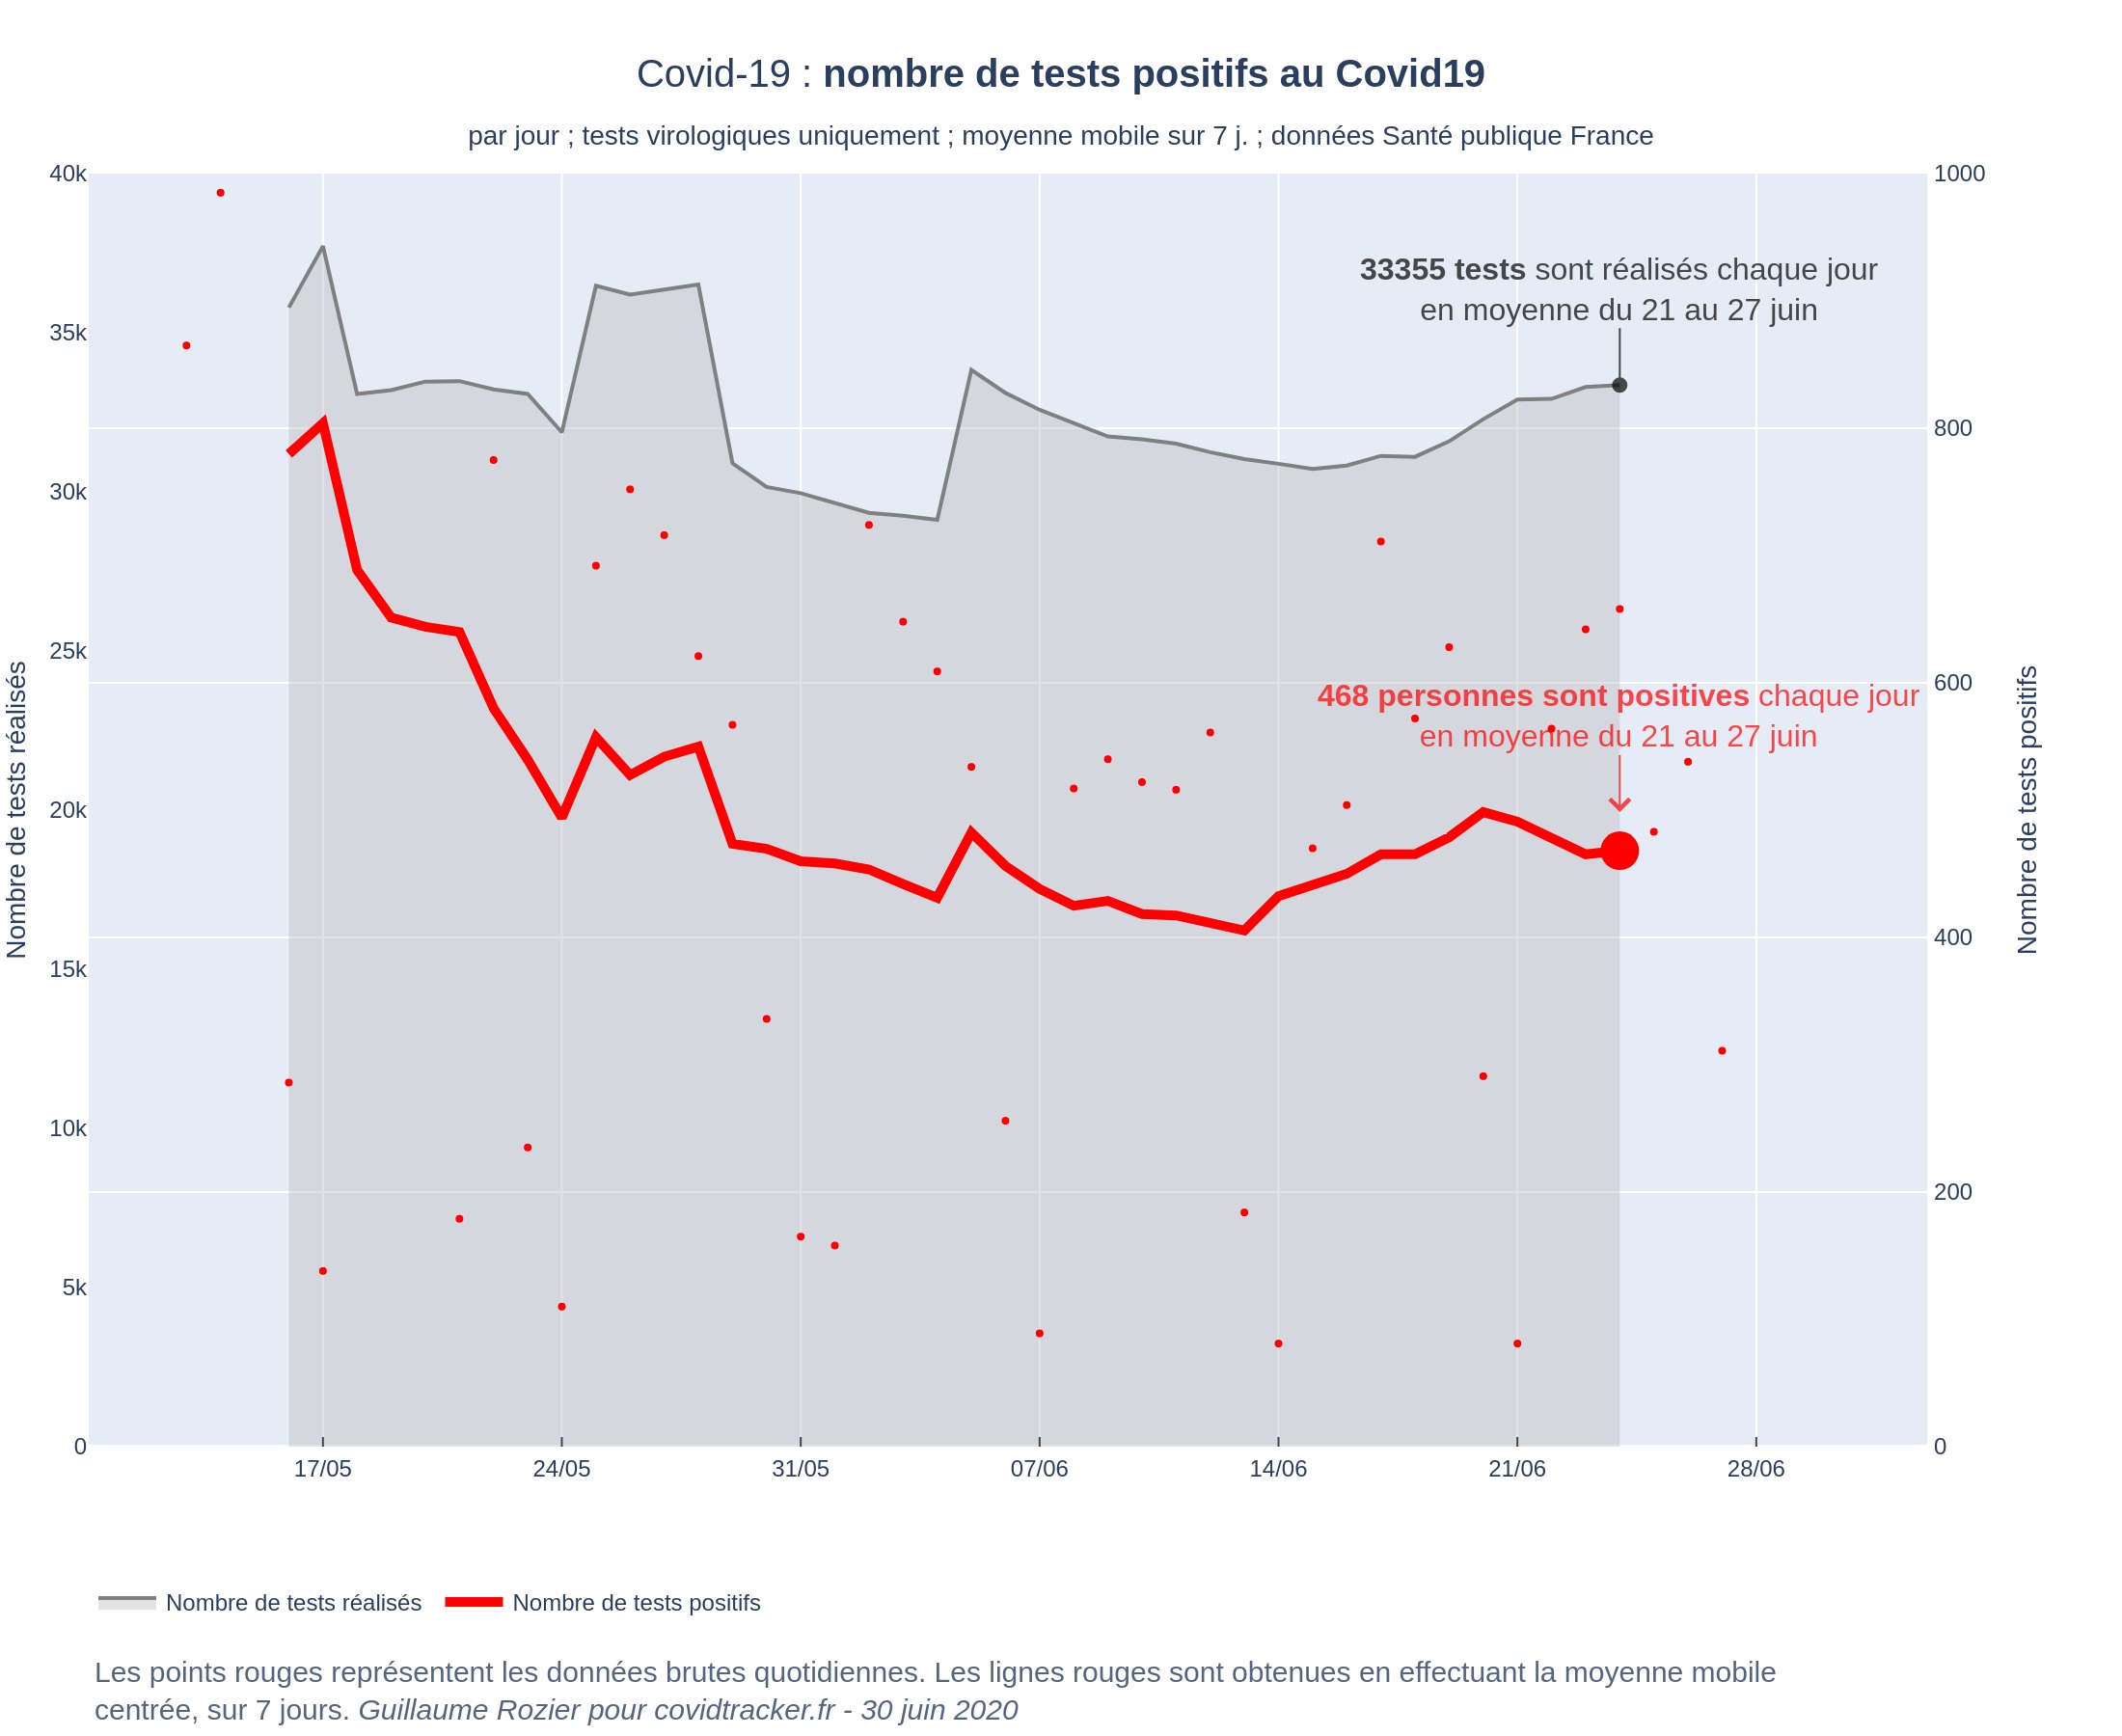 Covid-19 : nombre de tests positifs au Covid19
par jour ; tests virologiques uniquement ; moyenne mobile sur 7 j. ; données Santé publique France
40k
35k
30k
25k
20k
15k
10k
5k
0
Nombre de tests réalisés
1000
800
600
400
200
0
Nombre de tests positifs
33355 tests sont réalisés chaque jour
en moyenne du 21 au 27 juin
468 personnes sont positives chaque jour
en moyenne du 21 au 27 juin
17/05 24/05 31/05 07/06 14/06 21/06 28/06
Nombre de tests réalisés Nombre de tests positifs
Les points rouges représentent les données brutes quotidiennes. Les lignes rouges sont obtenues en effectuant la moyenne mobile
centrée, sur 7 jours. Guillaume Rozier pour covidtracker.fr - 30 juin 2020